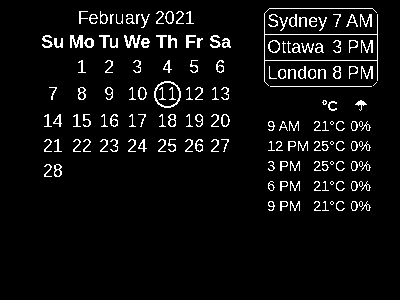 February 2021
Su Mo Tu We Th Fr Sa
1 2 3 4 5 6
7 8 9 10 11 12 13
14 15 16 17 18 19 20
21 22 23 24 25 26 27
28
Sydney 7 AM
Ottawa 3 PM
London 8 PM
°C ☂
9 AM 21°C 0%
12 PM 25°C 0%
3 PM 25°C 0%
6 PM 21°C 0%
9 PM 21°C 0%